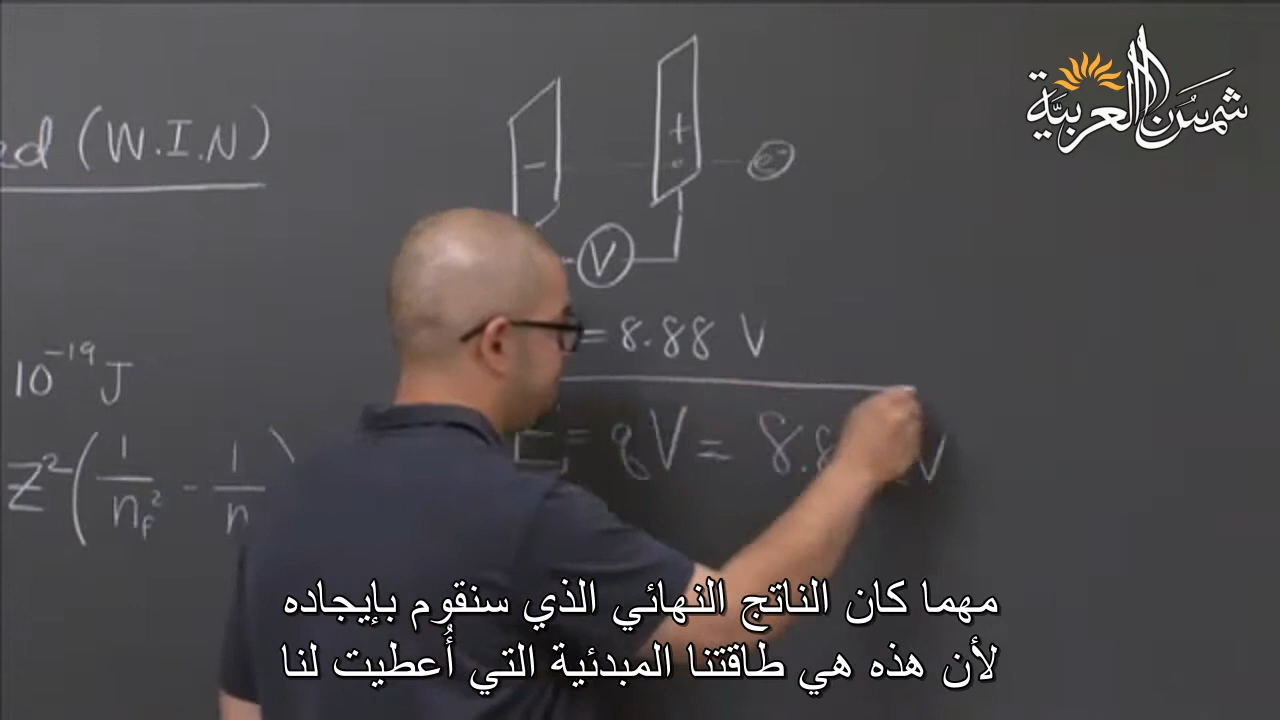 شمس العربية
ed (W.I.N)
- + e⁻
V
= 8.88 V
10⁻¹⁹ J
E = qV = 8.8 V
Z² ( 1/n_f² - 1/n )
مهما كان الناتج النهائي الذي سنقوم بإيجاده
لأن هذه هي طاقتنا المبدئية التي أُعطيت لنا